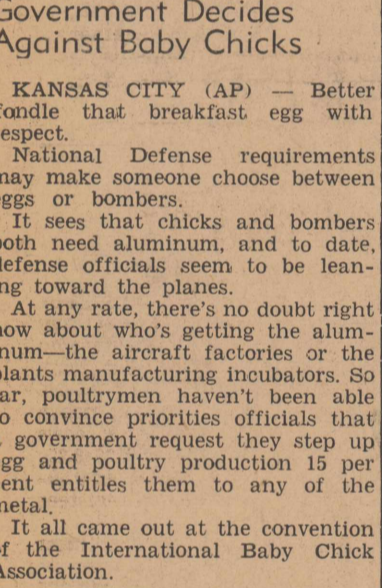 Government Decides
Against Baby Chicks
KANSAS CITY (AP) — Better
fondle that breakfast egg with
respect.
National Defense requirements
may make someone choose between
eggs or bombers.
It sees that chicks and bombers
both need aluminum, and to date,
defense officials seem to be lean-
ing toward the planes.
At any rate, there's no doubt right
now about who's getting the alum-
inum—the aircraft factories or the
plants manufacturing incubators. So
far, poultrymen haven't been able
to convince priorities officials that
a government request they step up
egg and poultry production 15 per
cent entitles them to any of the
metal.
It all came out at the convention
of the International Baby Chick
Association.